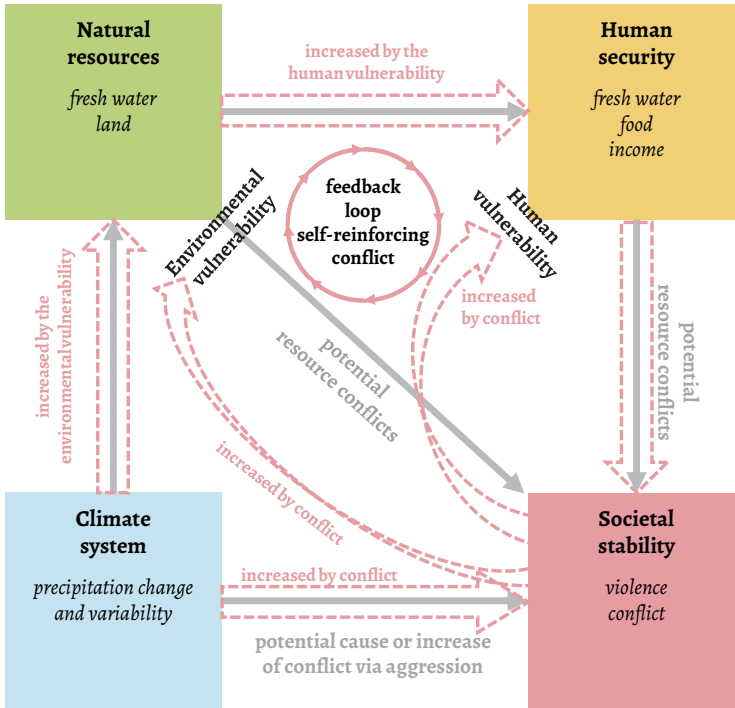 Natural
resources
fresh water
land
increased by the
human vulnerability
Human
security
fresh water
food
income
feedback
loop
self-reinforcing
conflict
Environmental
vulnerability
Human
vulnerability
increased
by conflict
increased by the
environmental vulnerability
potential
resource conflicts
potential
resource conflicts
increased by conflict
Climate
system
precipitation change
and variability
increased by conflict
potential cause or increase
of conflict via aggression
Societal
stability
violence
conflict